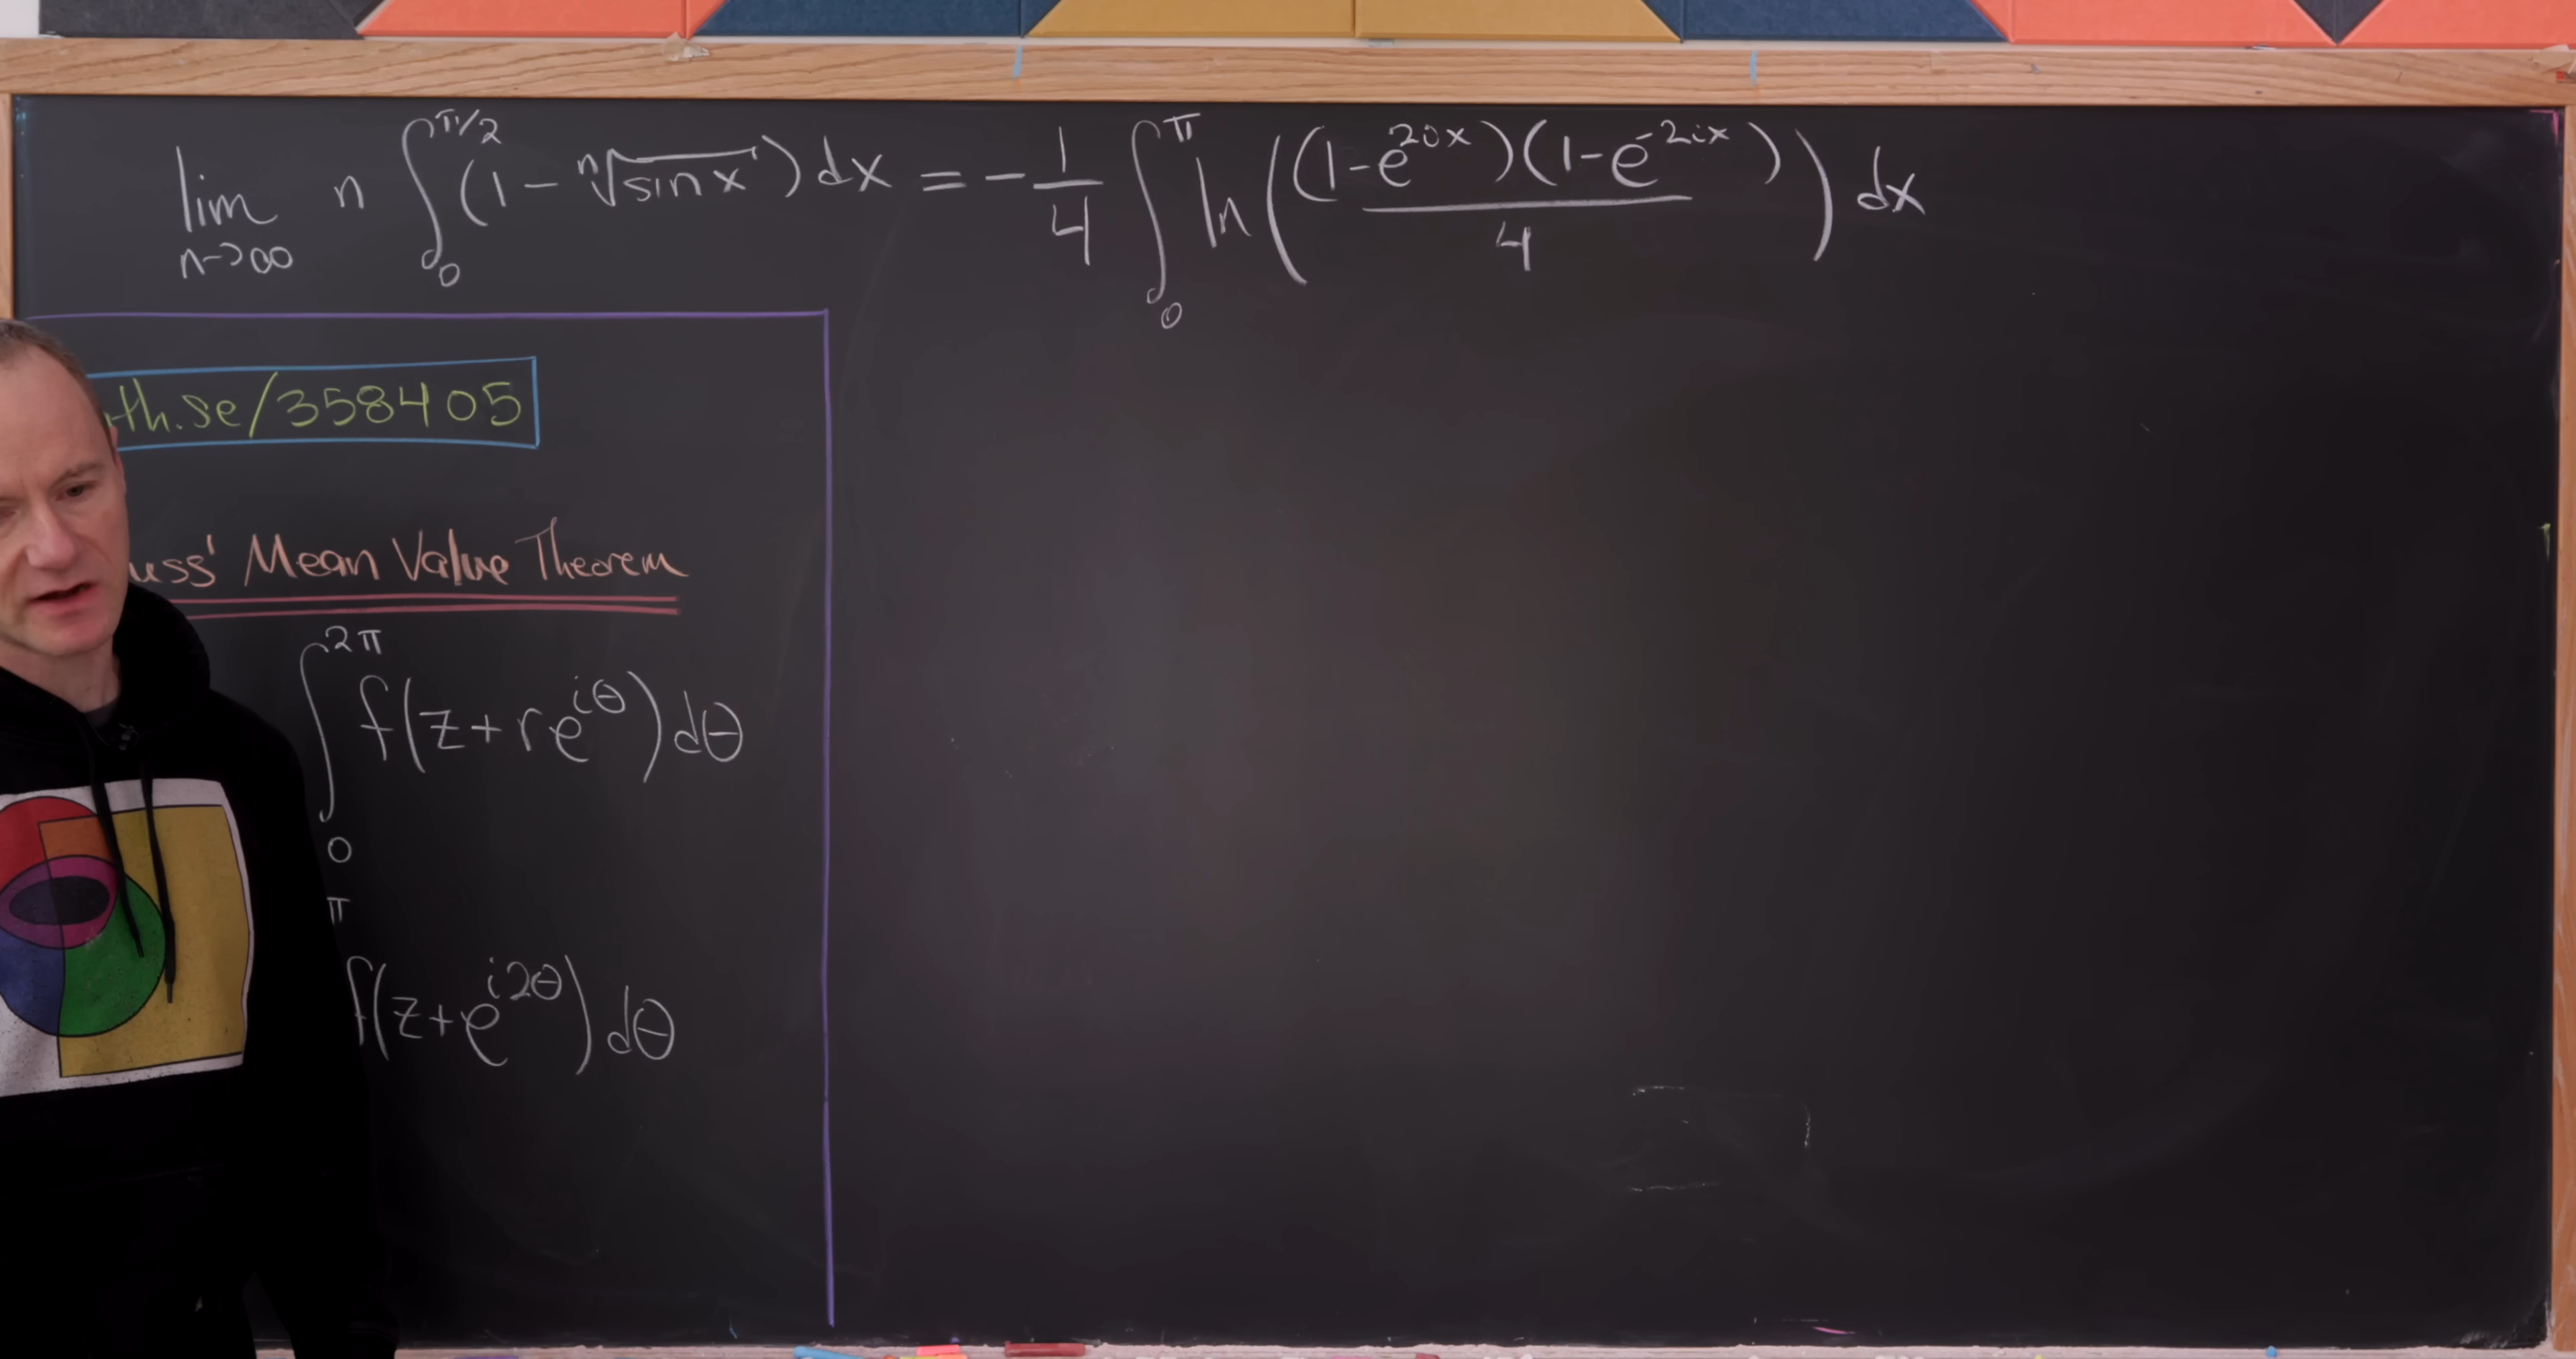 lim n→∞ n ∫₀^{π/2} (1 - ⁿ√(sin x)) dx = - 1/4 ∫₀^π ln( (1-e^{20x})(1-e^{-2ix}) / 4 ) dx
th.se/358405
uss' Mean Value Theorem
∫₀^{2π} f(z+re^{iθ}) dθ
π
f(z+e^{i2θ}) dθ